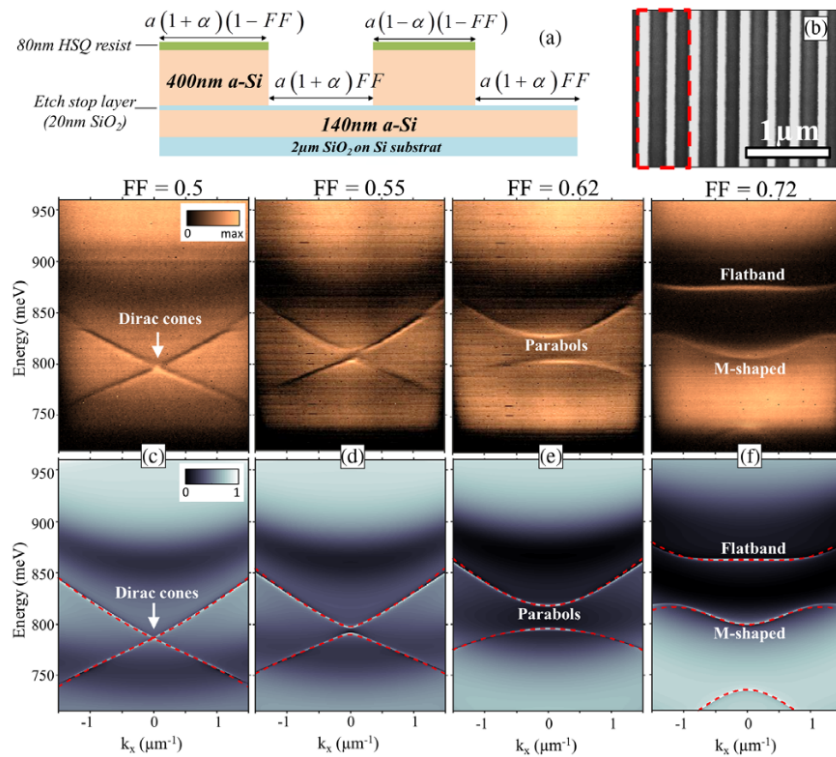 a(1+α)(1−FF)
a(1−α)(1−FF)
(a)
(b)
80nm HSQ resist
400nm a-Si
a(1+α)FF
a(1+α)FF
Etch stop layer
(20nm SiO₂)
140nm a-Si
2μm SiO₂ on Si substrat
1μm
FF = 0.5
FF = 0.55
FF = 0.62
FF = 0.72
950
900
850
800
750
Energy (meV)
0 max
Dirac cones
Parabols
Flatband
M-shaped
(c)
(d)
(e)
(f)
950
900
850
800
750
Energy (meV)
0 1
Dirac cones
Parabols
Flatband
M-shaped
-1 0 1
-1 0 1
-1 0 1
-1 0 1
kₓ (μm⁻¹)
kₓ (μm⁻¹)
kₓ (μm⁻¹)
kₓ (μm⁻¹)